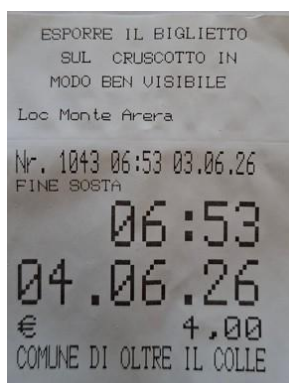 ESPORRE IL BIGLIETTO
SUL CRUSCOTTO IN
MODO BEN VISIBILE
Loc Monte Arera
Nr. 1043 06:53 03.06.26
FINE SOSTA
06:53
04.06.26
€ 4,00
COMUNE DI OLTRE IL COLLE